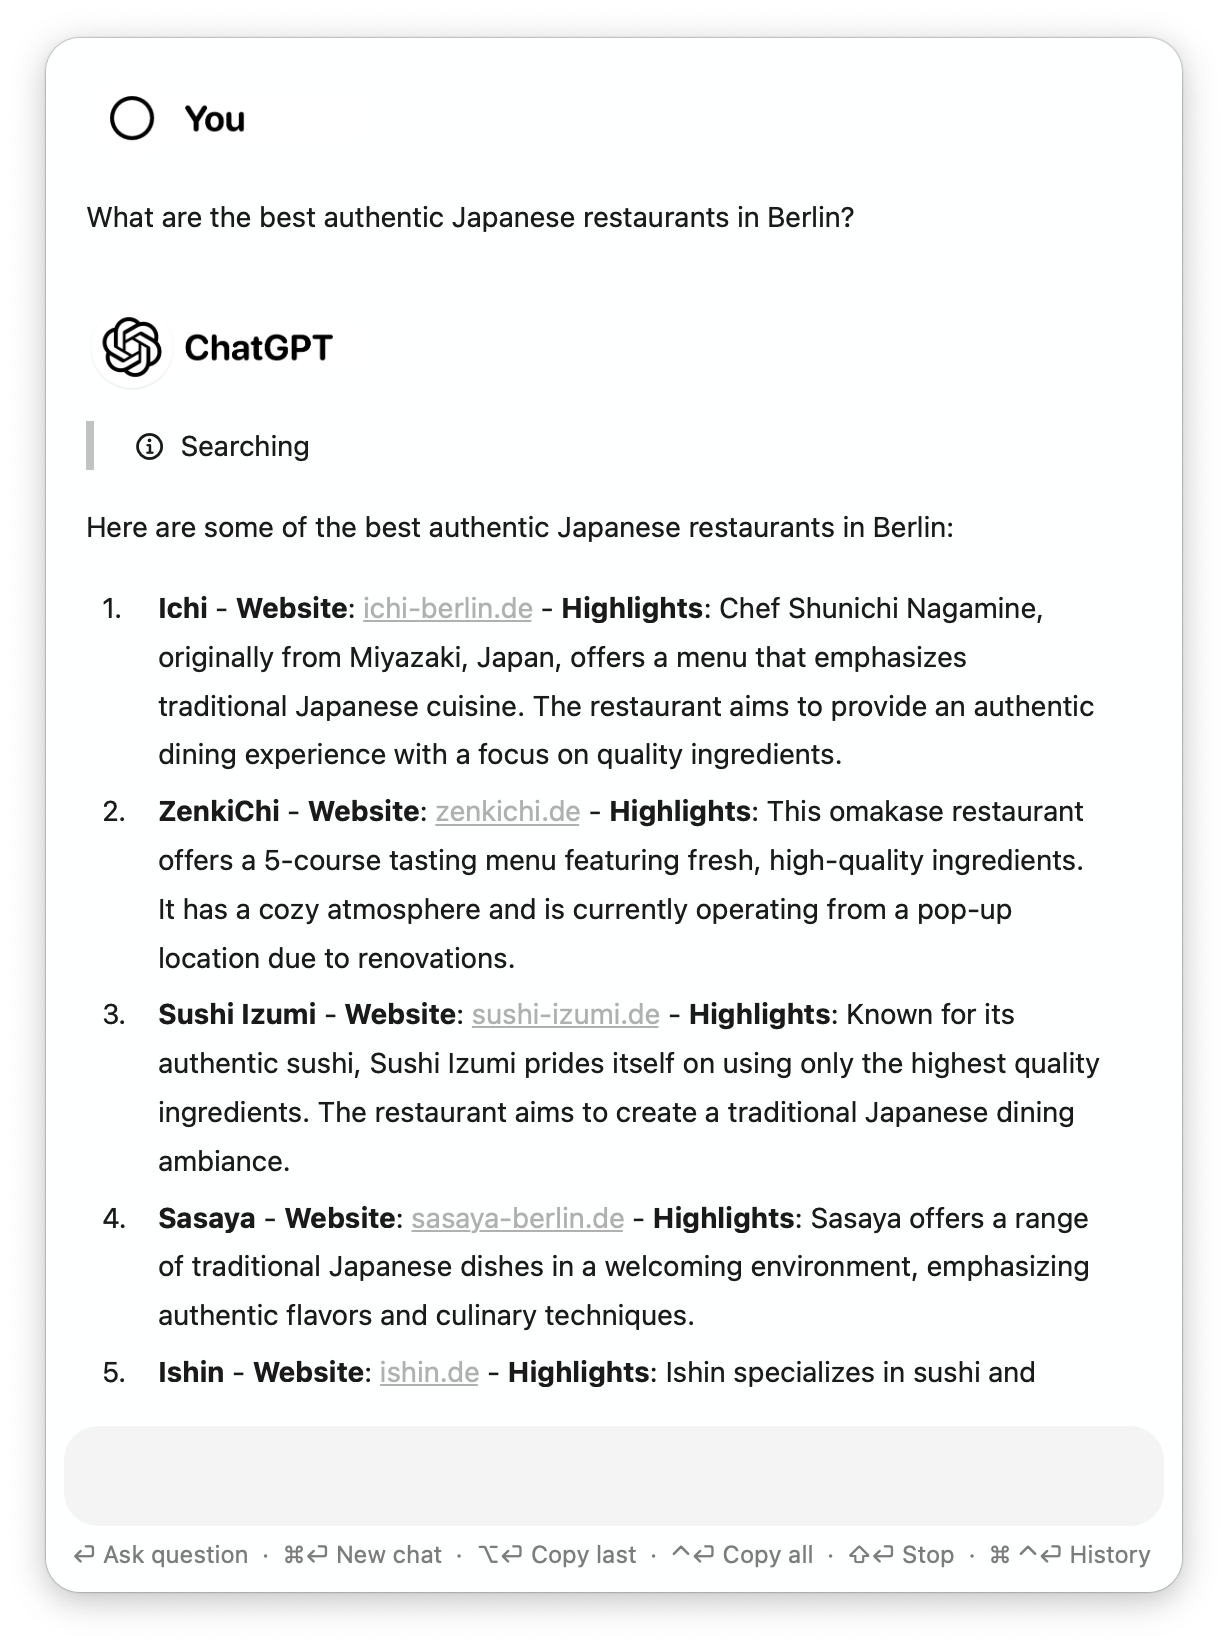 You
What are the best authentic Japanese restaurants in Berlin?
ChatGPT
Searching
Here are some of the best authentic Japanese restaurants in Berlin:
1. Ichi - Website: ichi-berlin.de - Highlights: Chef Shunichi Nagamine,
originally from Miyazaki, Japan, offers a menu that emphasizes
traditional Japanese cuisine. The restaurant aims to provide an authentic
dining experience with a focus on quality ingredients.
2. ZenkiChi - Website: zenkichi.de - Highlights: This omakase restaurant
offers a 5-course tasting menu featuring fresh, high-quality ingredients.
It has a cozy atmosphere and is currently operating from a pop-up
location due to renovations.
3. Sushi Izumi - Website: sushi-izumi.de - Highlights: Known for its
authentic sushi, Sushi Izumi prides itself on using only the highest quality
ingredients. The restaurant aims to create a traditional Japanese dining
ambiance.
4. Sasaya - Website: sasaya-berlin.de - Highlights: Sasaya offers a range
of traditional Japanese dishes in a welcoming environment, emphasizing
authentic flavors and culinary techniques.
5. Ishin - Website: ishin.de - Highlights: Ishin specializes in sushi and
⏎ Ask question · ⌘⏎ New chat · ⌥⏎ Copy last · ^⏎ Copy all · ⇧⏎ Stop · ⌘ ^⏎ History